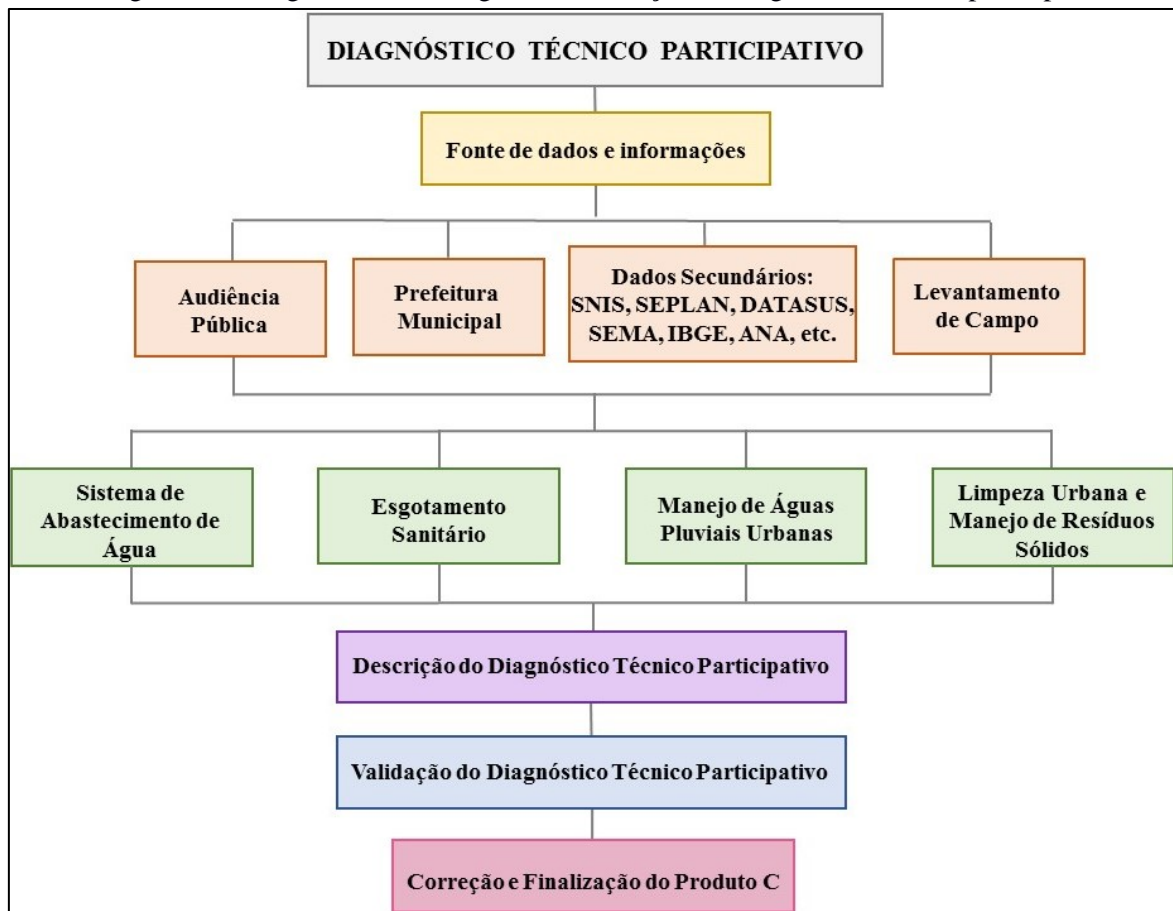 DIAGNÓSTICO TÉCNICO PARTICIPATIVO
Fonte de dados e informações
Audiência
Pública
Prefeitura
Municipal
Dados Secundários:
SNIS, SEPLAN, DATASUS,
SEMA, IBGE, ANA, etc.
Levantamento
de Campo
Sistema de
Abastecimento de
Água
Esgotamento
Sanitário
Manejo de Águas
Pluviais Urbanas
Limpeza Urbana e
Manejo de Resíduos
Sólidos
Descrição do Diagnóstico Técnico Participativo
Validação do Diagnóstico Técnico Participativo
Correção e Finalização do Produto C